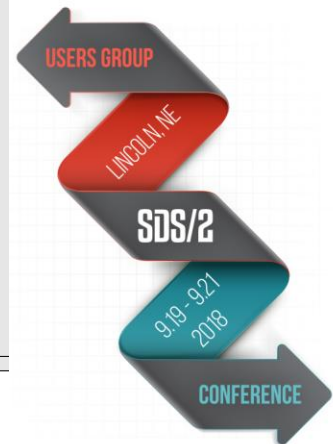 USERS GROUP
LINCOLN, NE
SDS/2
9.19 - 9.21
2018
CONFERENCE